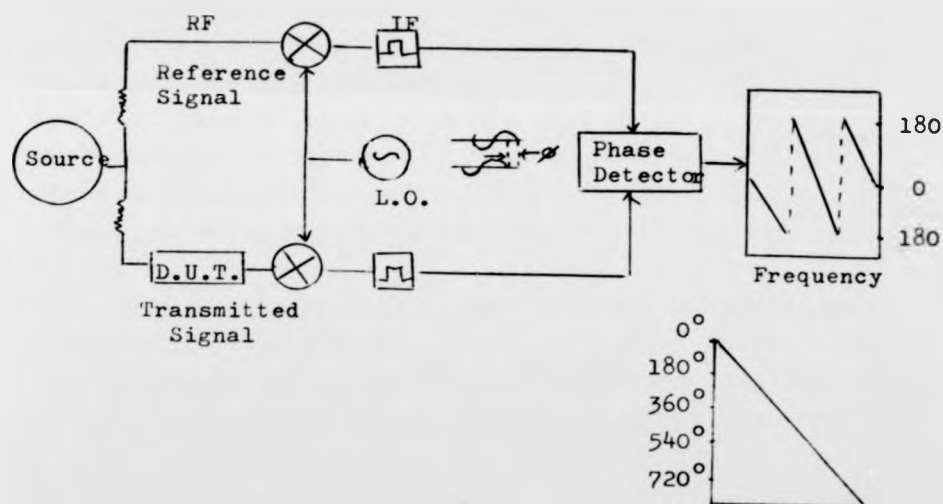 RF
IF
Reference
Signal
Source
L.O.
ø
Phase
Detector
180
0
180
Frequency
D.U.T.
Transmitted
Signal
0°
180°
360°
540°
720°